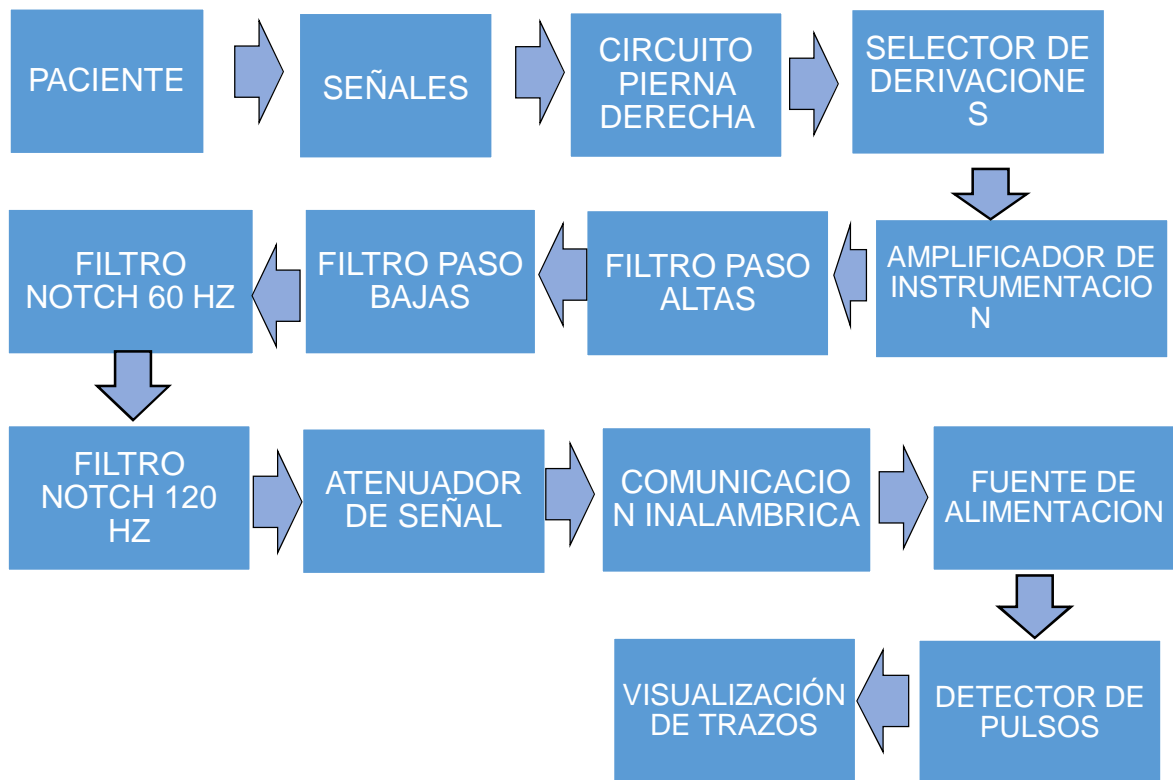 PACIENTE
SEÑALES
CIRCUITO
PIERNA
DERECHA
SELECTOR DE
DERIVACIONE
S
AMPLIFICADOR DE
INSTRUMENTACIO
N
FILTRO PASO
ALTAS
FILTRO PASO
BAJAS
FILTRO
NOTCH 60 HZ
FILTRO
NOTCH 120
HZ
ATENUADOR
DE SEÑAL
COMUNICACIO
N INALAMBRICA
FUENTE DE
ALIMENTACION
DETECTOR DE
PULSOS
VISUALIZACIÓN
DE TRAZOS